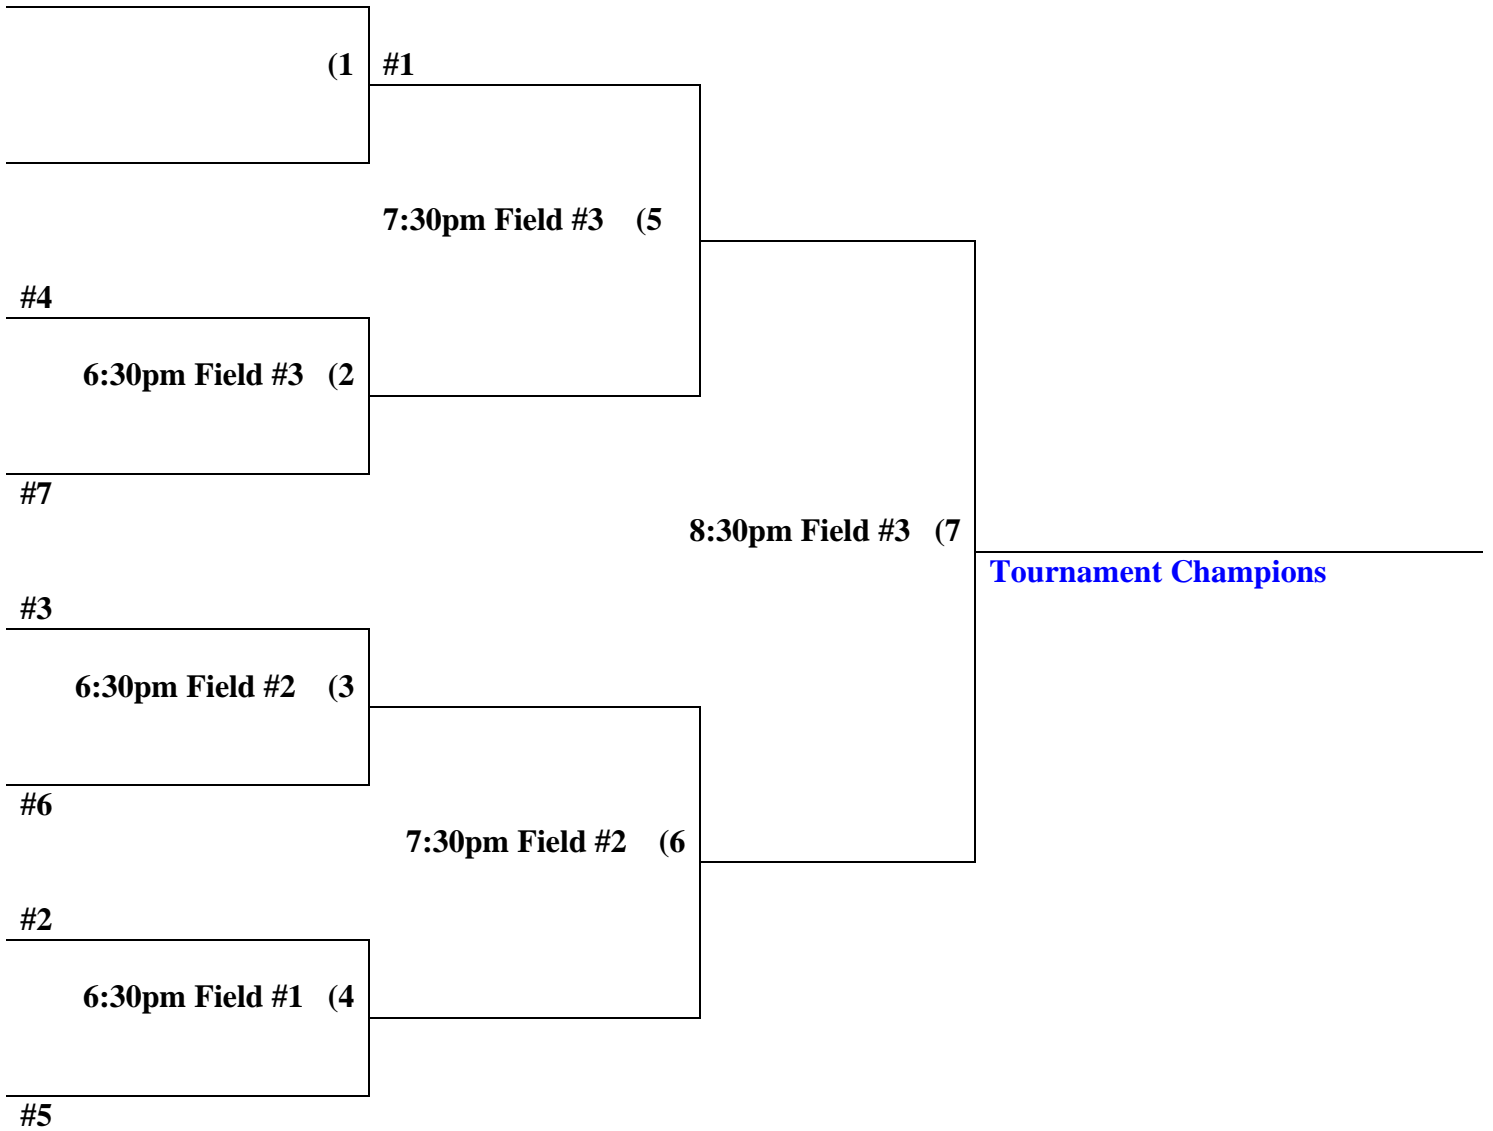 (1 #1
7:30pm Field #3 (5
#4
6:30pm Field #3 (2
#7
8:30pm Field #3 (7
Tournament Champions
#3
6:30pm Field #2 (3
#6
7:30pm Field #2 (6
#2
6:30pm Field #1 (4
#5